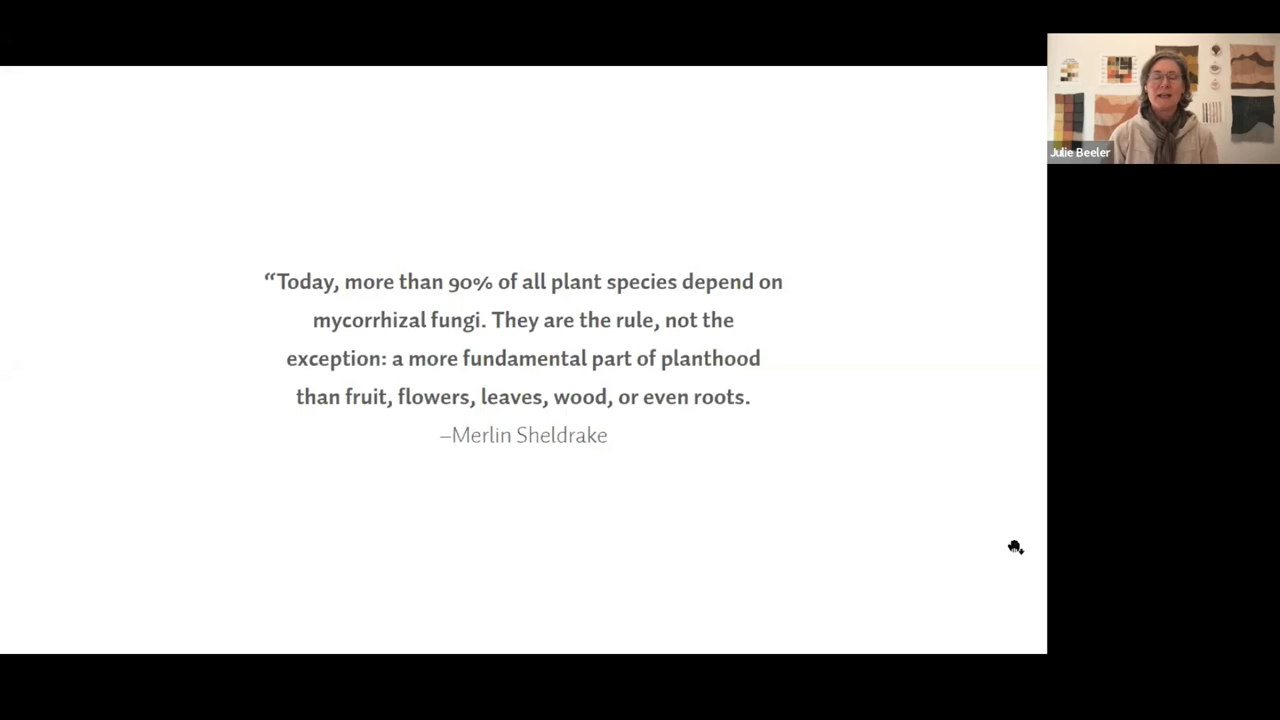 “Today, more than 90% of all plant species depend on
mycorrhizal fungi. They are the rule, not the
exception: a more fundamental part of planthood
than fruit, flowers, leaves, wood, or even roots.
–Merlin Sheldrake
Julie Beeler